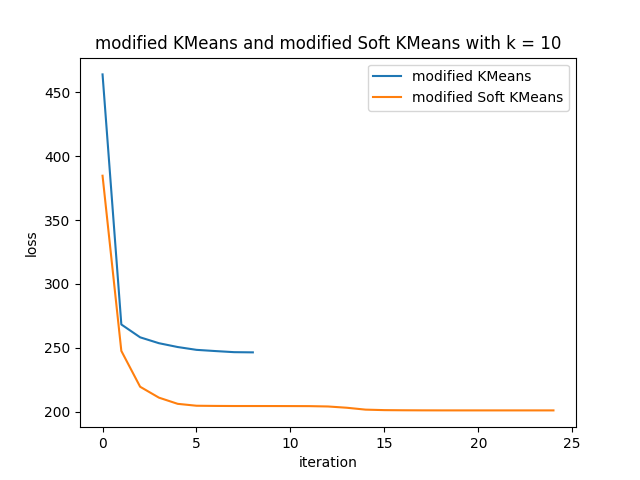 modified KMeans and modified Soft KMeans with k = 10
modified KMeans
modified Soft KMeans
450
400
350
300
250
200
loss
0 5 10 15 20 25
iteration